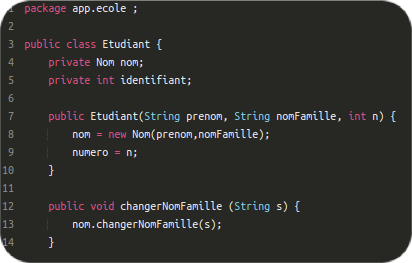 1 package app.ecole ;
2
3 public class Etudiant {
4     private Nom nom;
5     private int identifiant;
6
7     public Etudiant(String prenom, String nomFamille, int n) {
8         nom = new Nom(prenom,nomFamille);
9         numero = n;
10     }
11
12     public void changerNomFamille (String s) {
13         nom.changerNomFamille(s);
14     }